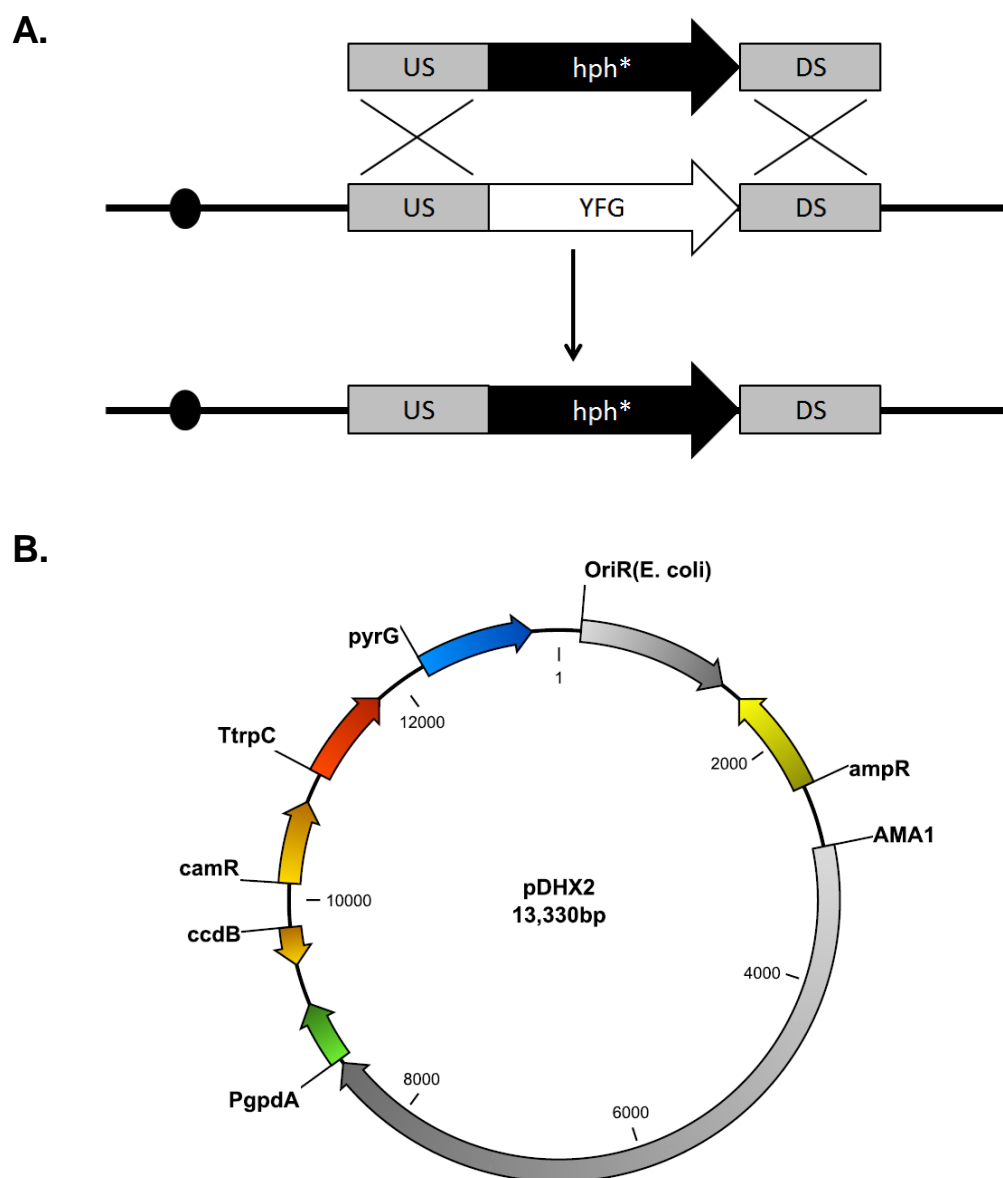 A.
US hph* DS
US YFG DS
US hph* DS
B.
OriR(E. coli)
pyrG
1
12000
TtrpC
2000
ampR
AMA1
camR
pDHX2
13,330bp
10000
ccdB
4000
8000
PgpdA
6000